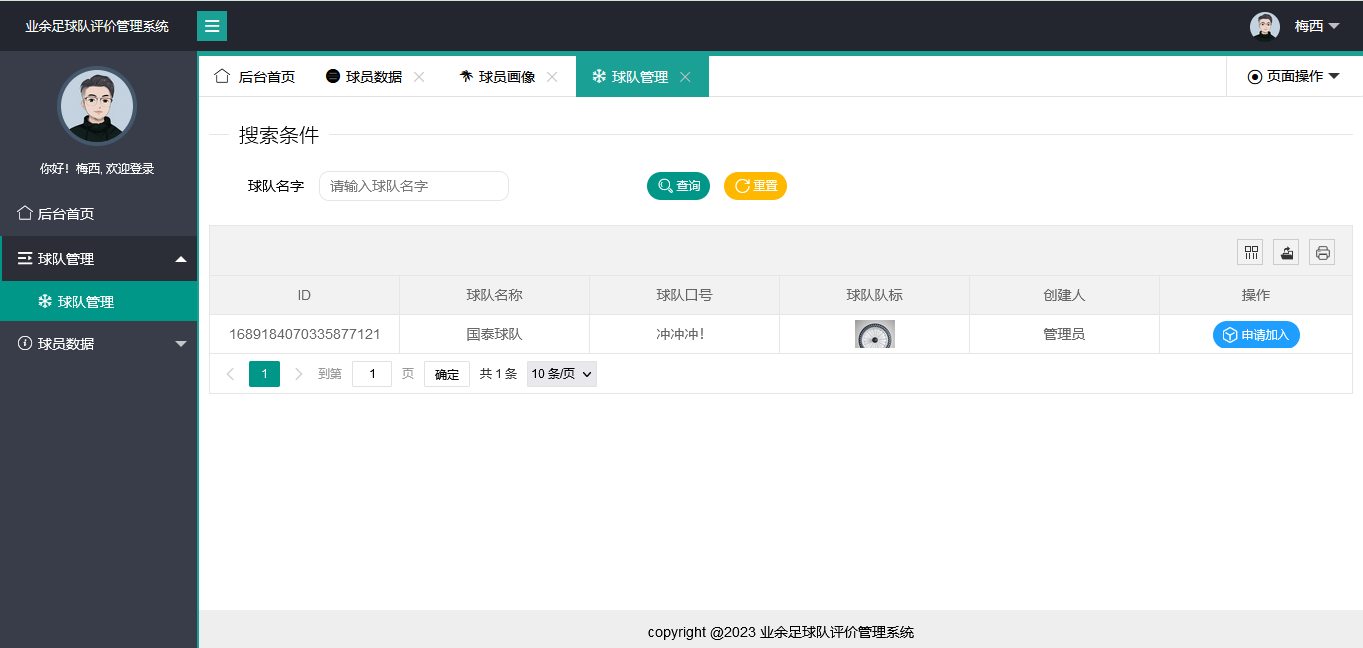 业余足球队评价管理系统
梅西
你好！梅西, 欢迎登录
后台首页
球队管理
球队管理
球员数据
后台首页 球员数据 球员画像 球队管理 页面操作
搜索条件
球队名字 请输入球队名字 查询 重置
ID 球队名称 球队口号 球队队标 创建人 操作
1689184070335877121 国泰球队 冲冲冲！ 管理员 申请加入
1 到第 1 页 确定 共 1 条 10 条/页
copyright @2023 业余足球队评价管理系统